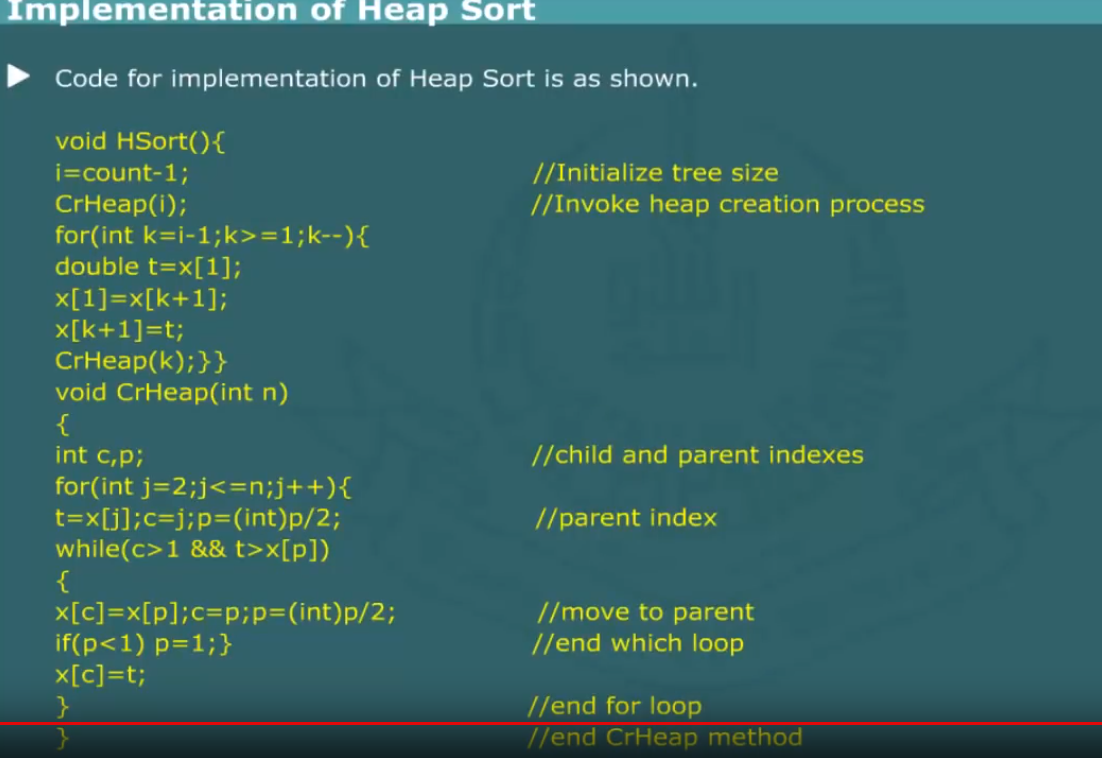 Implementation of Heap Sort
Code for implementation of Heap Sort is as shown.
void HSort(){
i=count-1; //Initialize tree size
CrHeap(i); //Invoke heap creation process
for(int k=i-1;k>=1;k--){
double t=x[1];
x[1]=x[k+1];
x[k+1]=t;
CrHeap(k);}}
void CrHeap(int n)
{
int c,p; //child and parent indexes
for(int j=2;j<=n;j++){
t=x[j];c=j;p=(int)p/2; //parent index
while(c>1 && t>x[p])
{
x[c]=x[p];c=p;p=(int)p/2; //move to parent
if(p<1) p=1;} //end which loop
x[c]=t;
} //end for loop
} //end CrHeap method